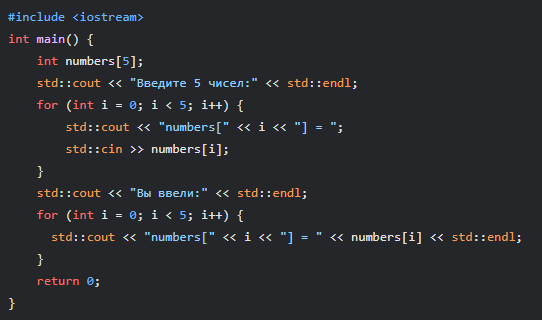 #include <iostream>
int main() {
    int numbers[5];
    std::cout << "Введите 5 чисел:" << std::endl;
    for (int i = 0; i < 5; i++) {
        std::cout << "numbers[" << i << "] = ";
        std::cin >> numbers[i];
    }
    std::cout << "Вы ввели:" << std::endl;
    for (int i = 0; i < 5; i++) {
      std::cout << "numbers[" << i << "] = " << numbers[i] << std::endl;
    }
    return 0;
}